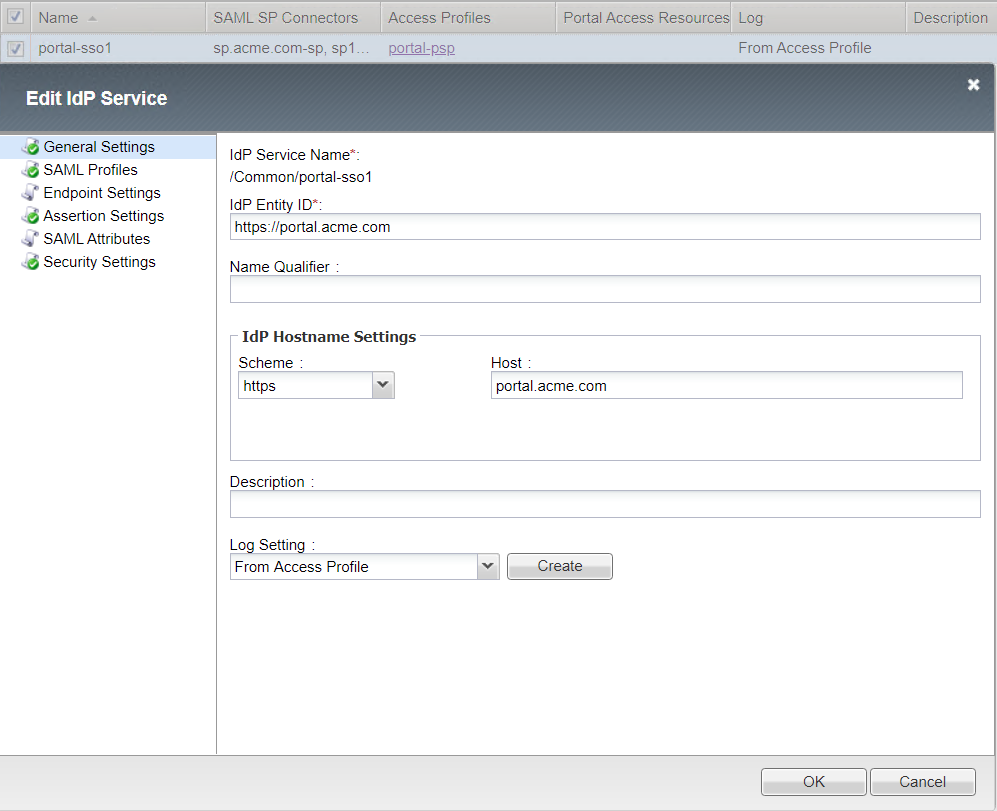 Name SAML SP Connectors Access Profiles Portal Access Resources Log Description
portal-sso1 sp.acme.com-sp, sp1... portal-psp From Access Profile
Edit IdP Service
General Settings
SAML Profiles
Endpoint Settings
Assertion Settings
SAML Attributes
Security Settings
IdP Service Name*:
/Common/portal-sso1
IdP Entity ID*:
https://portal.acme.com
Name Qualifier :
IdP Hostname Settings
Scheme : Host :
https portal.acme.com
Description :
Log Setting :
From Access Profile Create
OK Cancel